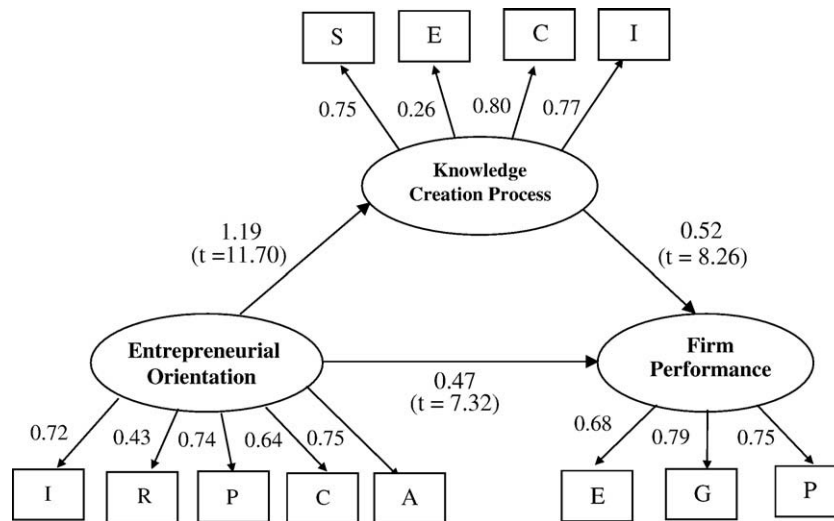 S E C I
0.75 0.26 0.80 0.77
Knowledge
Creation Process
1.19
(t =11.70)
0.52
(t = 8.26)
Entrepreneurial
Orientation
Firm
Performance
0.47
(t = 7.32)
0.72 0.43 0.74 0.64 0.75
0.68 0.79 0.75
I R P C A
E G P